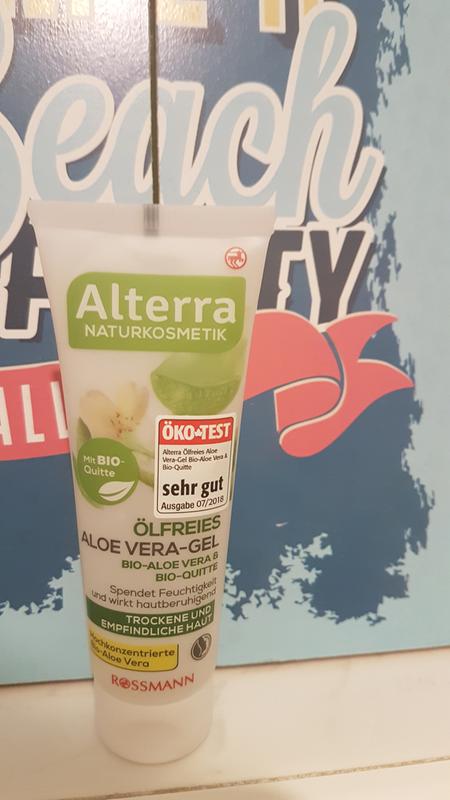 Beach
TY
ALL
Alterra
NATURKOSMETIK
ÖKO TEST
Alterra Ölfreies Aloe
Vera-Gel Bio-Aloe Vera &
Bio-Quitte
sehr gut
Ausgabe 07/2018
Mit BIO-
Quitte
ÖLFREIES
ALOE VERA-GEL
BIO-ALOE VERA &
BIO-QUITTE
Spendet Feuchtigkeit
und wirkt hautberuhigend
TROCKENE UND
EMPFINDLICHE HAUT
Hochkonzentrierte
Bio-Aloe Vera
ROSSMANN